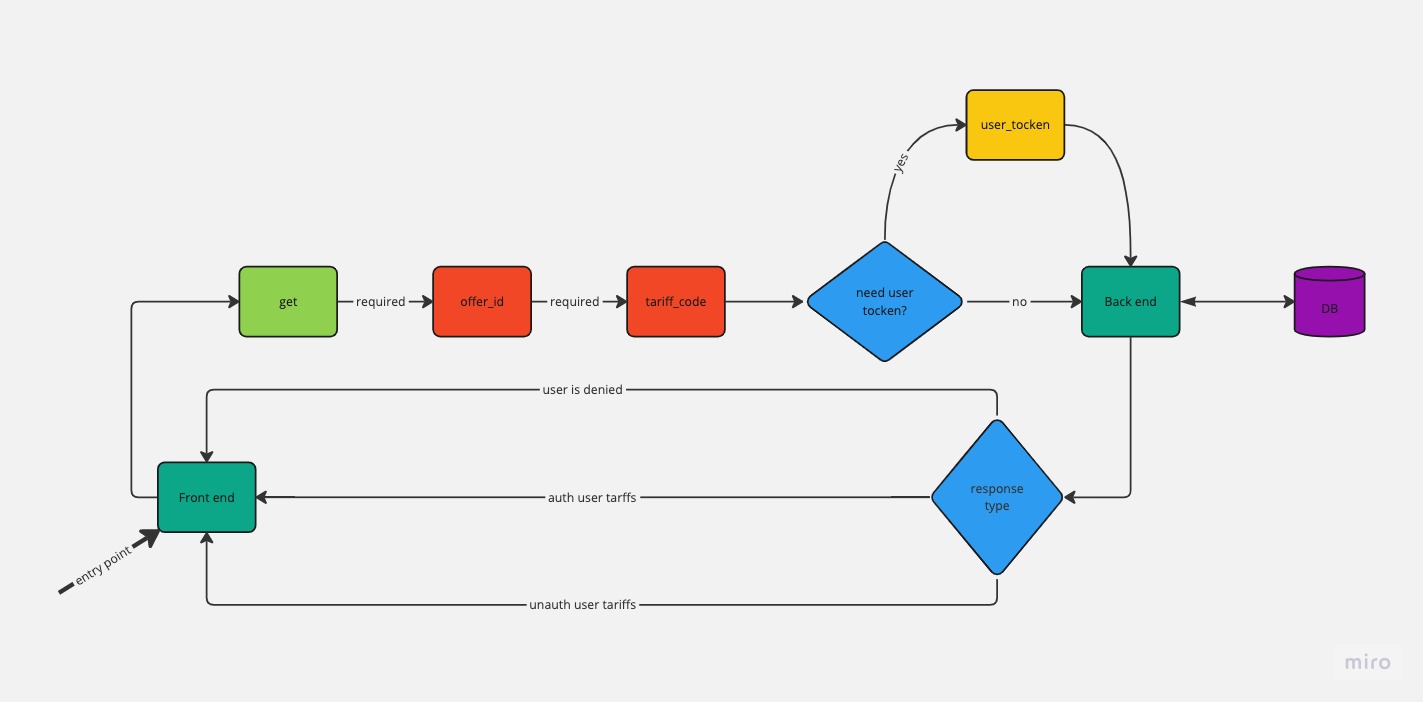 user_tocken
yes
get
required
offer_id
required
tariff_code
need user
tocken?
no
Back end
DB
user is denied
Front end
auth user tarffs
response
type
entry point
unauth user tariffs
miro